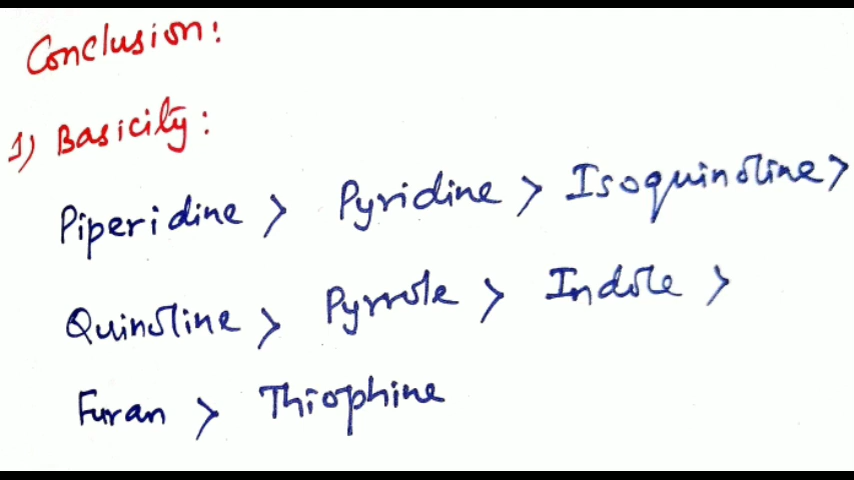 Conclusion:
1) Basicity:
Piperidine > Pyridine > Isoquinoline >
Quinoline > Pyrrole > Indole >
Furan > Thiophine